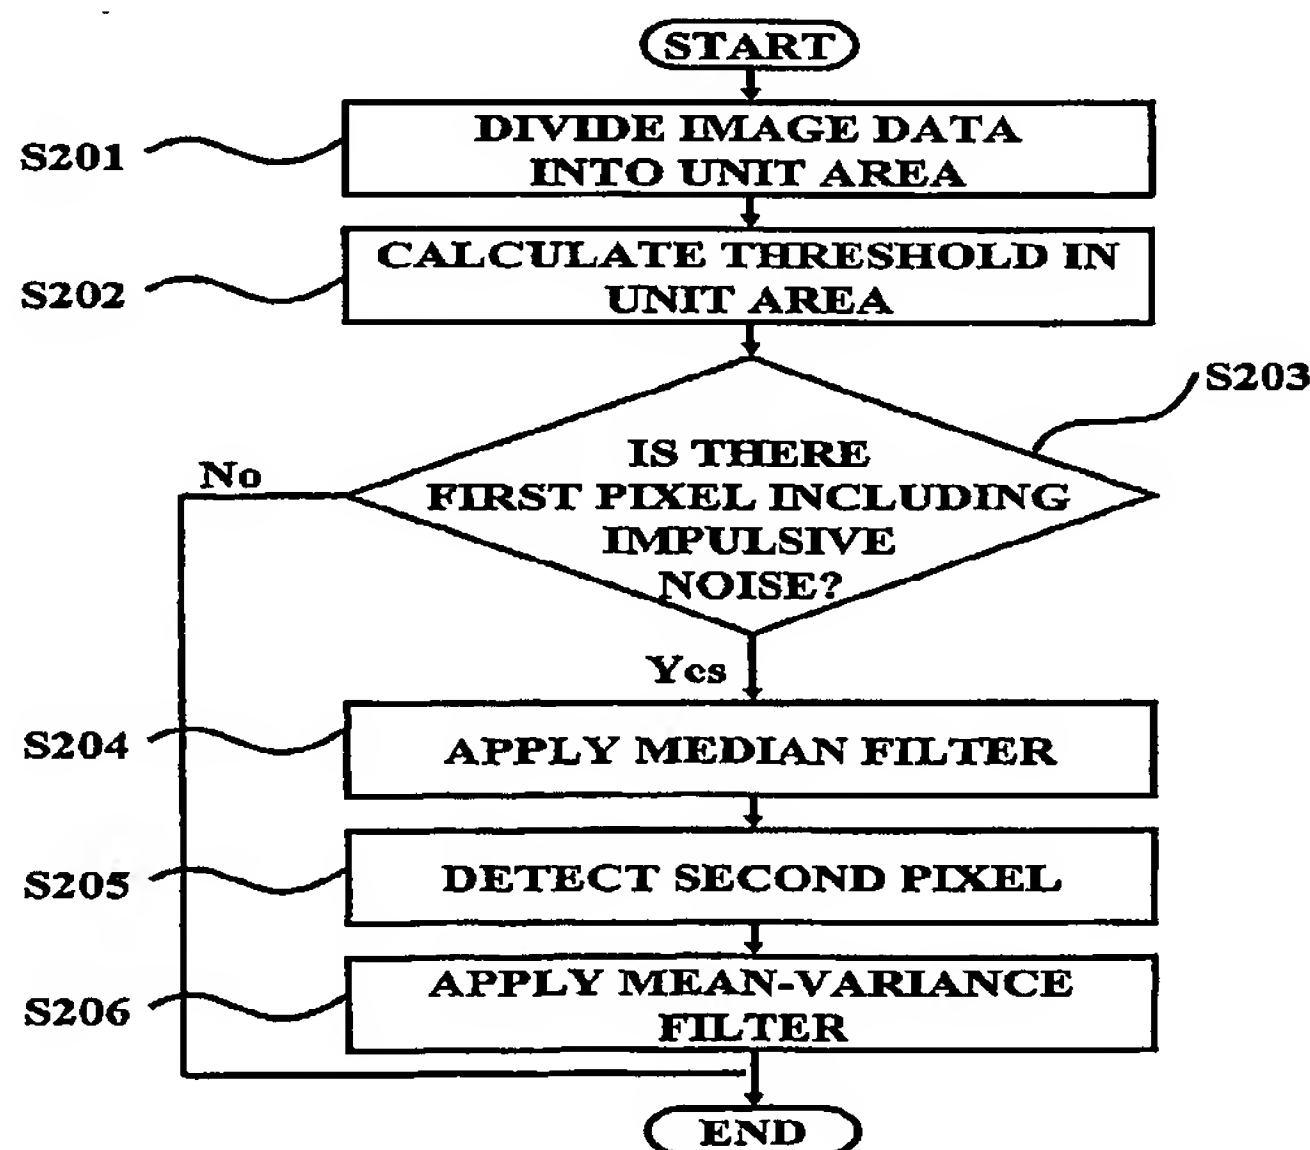 START
S201
DIVIDE IMAGE DATA
INTO UNIT AREA
S202
CALCULATE THRESHOLD IN
UNIT AREA
S203
IS THERE
FIRST PIXEL INCLUDING
IMPULSIVE
NOISE?
No
Yes
S204
APPLY MEDIAN FILTER
S205
DETECT SECOND PIXEL
S206
APPLY MEAN-VARIANCE
FILTER
END